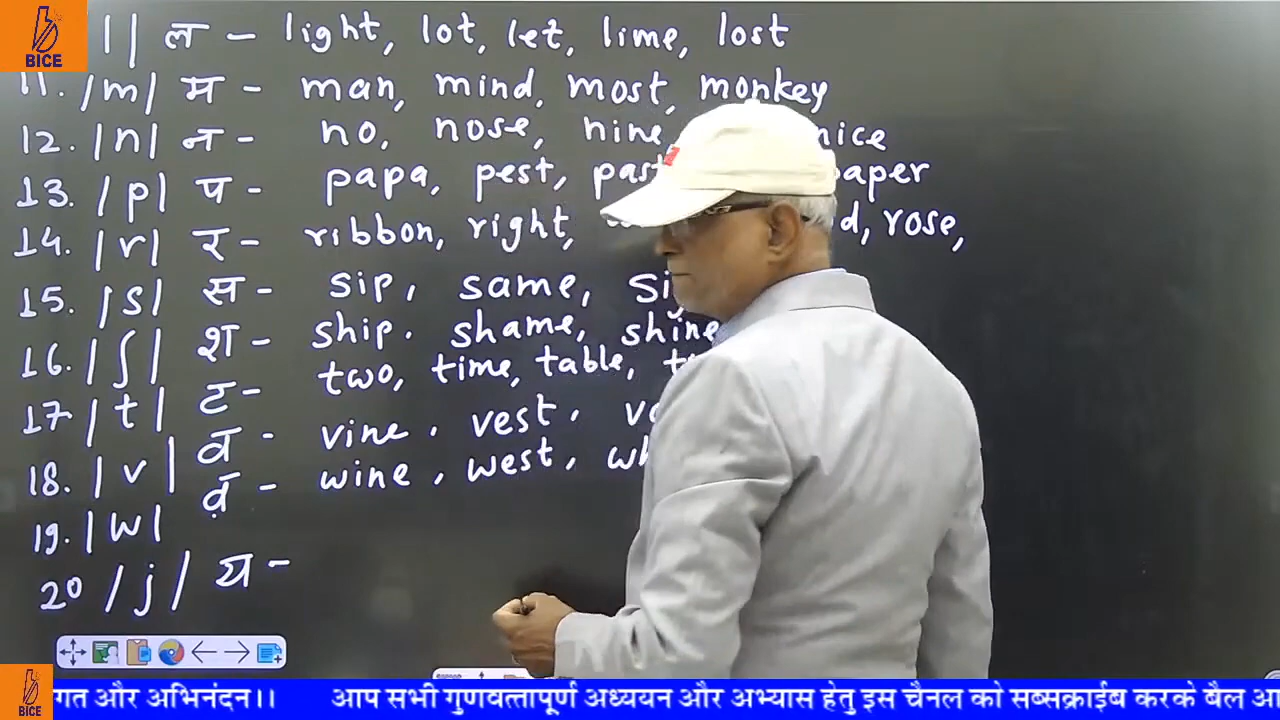 BICE
/l/ ल - light, lot, let, lime, lost
11. /m/ म - man, mind, most, monkey
12. /n/ न - no, nose, nine
13. /p/ प - papa, pest,
14. /r/ र - ribbon, right, rose,
15. /s/ स - sip, same,
16. /ʃ/ श - ship. shame, shine
17 /t/ ट - two, time, table,
18. /v/ व - vine, vest,
19. /w/ व़ - wine, west,
20 /j/ य -
BICE
गत और अभिनंदन।। आप सभी गुणवत्तापूर्ण अध्ययन और अभ्यास हेतु इस चैनल को सब्सक्राईब करके बैल